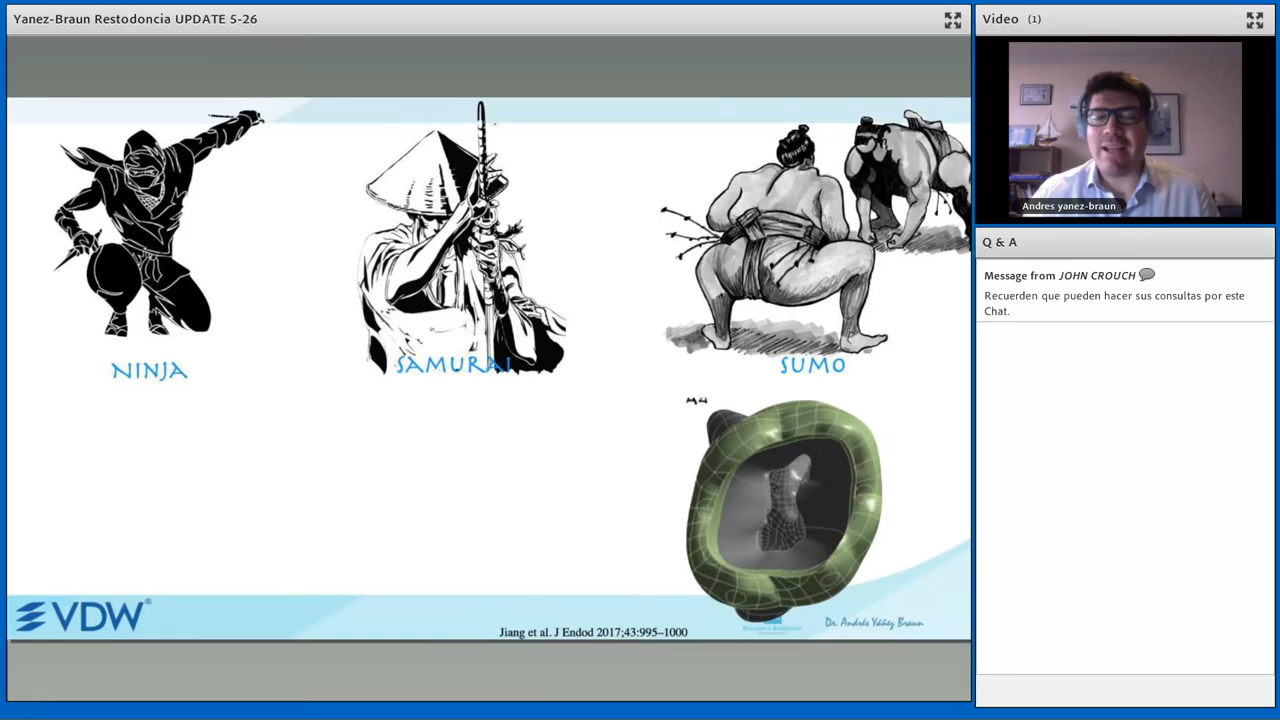 Yanez-Braun Restodoncia UPDATE 5-26
Video (1)
Andres yanez-braun
Q & A
Message from JOHN CROUCH
Recuerden que pueden hacer sus consultas por este
Chat.
NINJA
SAMURAI
SUMO
VDW®
Jiang et al. J Endod 2017;43:995–1000
Dr. Andrés Yáñez Braun